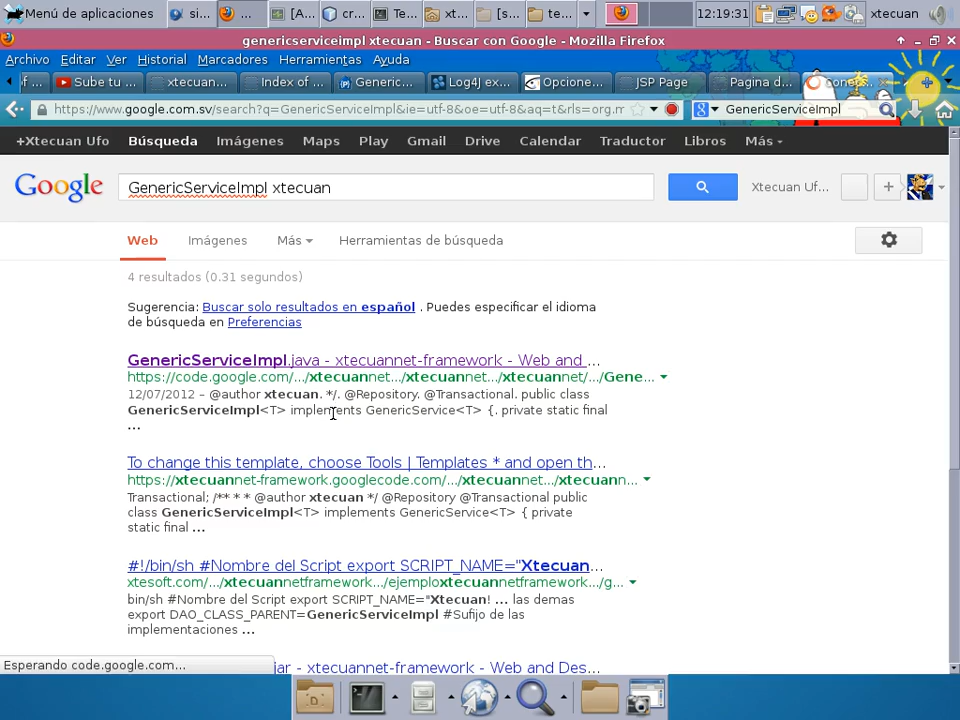 Menú de aplicaciones si... ... [A... cr... Te... xt... [s... te... 12:19:31 xtecuan
genericserviceimpl xtecuan - Buscar con Google - Mozilla Firefox
Archivo Editar Ver Historial Marcadores Herramientas Ayuda
of ... Sube tu ... xtecuan... Index of ... Generic... Log4J ex... Opcione... JSP Page Pagina d...
https://www.google.com.sv/search?q=GenericServiceImpl&ie=utf-8&oe=utf-8&aq=t&rls=org.m GenericServiceImpl
+Xtecuan Ufo Búsqueda Imágenes Maps Play Gmail Drive Calendar Traductor Libros Más
Google GenericServiceImpl xtecuan Xtecuan Uf... +
Web Imágenes Más Herramientas de búsqueda
4 resultados (0.31 segundos)
Sugerencia: Buscar solo resultados en español . Puedes especificar el idioma
de búsqueda en Preferencias
GenericServiceImpl.java - xtecuannet-framework - Web and ...
https://code.google.com/.../xtecuannet.../xtecuannet.../xtecuannet/.../Gene...
12/07/2012 – @author xtecuan. */. @Repository. @Transactional. public class
GenericServiceImpl<T> implements GenericService<T> {. private static final
...
To change this template, choose Tools | Templates * and open th...
https://xtecuannet-framework.googlecode.com/.../xtecuannet.../xtecuann...
Transactional; /** * * @author xtecuan */ @Repository @Transactional public
class GenericServiceImpl<T> implements GenericService<T> { private
static final ...
#!/bin/sh #Nombre del Script export SCRIPT_NAME="Xtecuan...
xtesoft.com/.../xtecuannetframework.../ejemploxtecuannetframework.../g...
bin/sh #Nombre del Script export SCRIPT_NAME="Xtecuan! ... las demas
export DAO_CLASS_PARENT=GenericServiceImpl #Sufijo de las
implementaciones ...
Esperando code.google.com... jar - xtecuannet-framework - Web and Des...